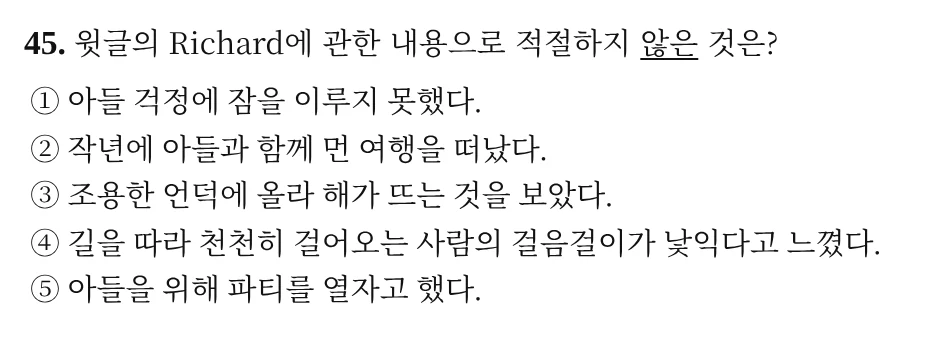 45. 윗글의 Richard에 관한 내용으로 적절하지 않은 것은?
① 아들 걱정에 잠을 이루지 못했다.
② 작년에 아들과 함께 먼 여행을 떠났다.
③ 조용한 언덕에 올라 해가 뜨는 것을 보았다.
④ 길을 따라 천천히 걸어오는 사람의 걸음걸이가 낯익다고 느꼈다.
⑤ 아들을 위해 파티를 열자고 했다.